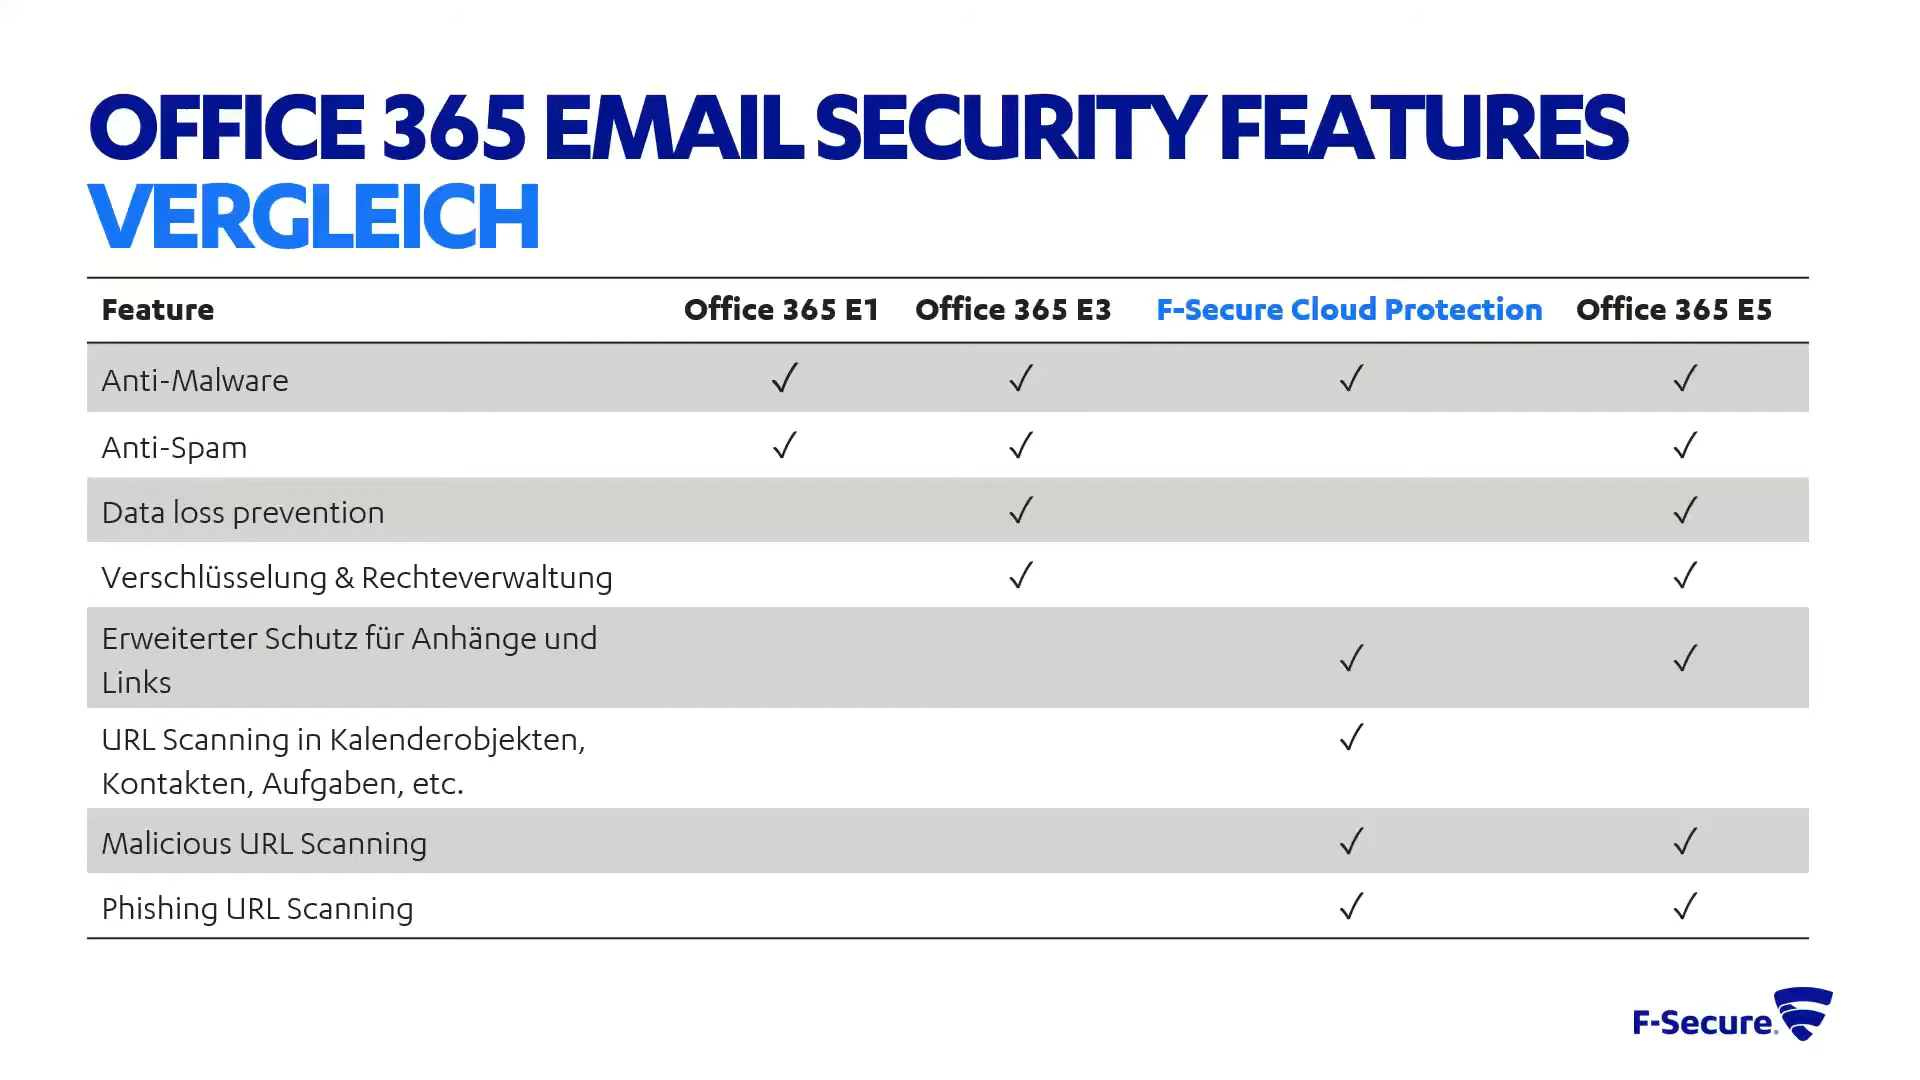 OFFICE 365 EMAIL SECURITY FEATURES
VERGLEICH
Feature Office 365 E1 Office 365 E3 F-Secure Cloud Protection Office 365 E5
Anti-Malware ✓ ✓ ✓ ✓
Anti-Spam ✓ ✓ ✓
Data loss prevention ✓ ✓
Verschlüsselung & Rechteverwaltung ✓ ✓
Erweiterter Schutz für Anhänge und
Links ✓ ✓
URL Scanning in Kalenderobjekten, ✓
Kontakten, Aufgaben, etc.
Malicious URL Scanning ✓ ✓
Phishing URL Scanning ✓ ✓
F-Secure